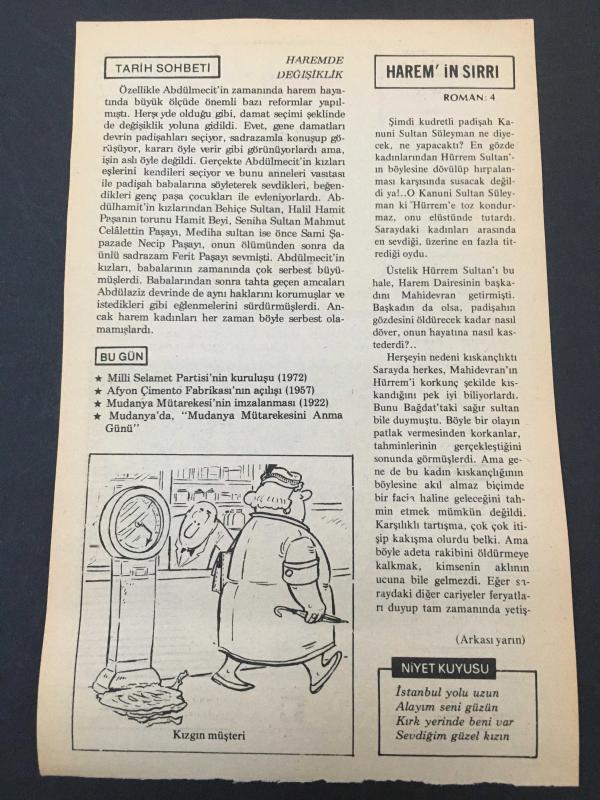 TARİH SOHBETİ
HAREMDE
DEĞİŞİKLİK
Özellikle Abdülmecit'in zamanında harem haya-
tında büyük ölçüde önemli bazı reformlar yapıl-
mıştı. Herşeyde olduğu gibi, damat seçimi şeklinde
de değişiklik yoluna gidildi. Evet, gene damatları
devrin padişahları seçiyor, sadrazamla konuşup gö-
rüşüyor, kararı öyle verir gibi görünüyorlardı ama,
işin aslı öyle değildi. Gerçekte Abdülmecit'in kızları
eşlerini kendileri seçiyor ve bunu anneleri vasıtası
ile padişah babalarına söyleterek sevdikleri, beğen-
dikleri genç paşa çocukları ile evleniyorlardı. Ab-
dülhamit'in kızlarından Behiçe Sultan, Halil Hamit
Paşanın torunu Hamit Beyi, Seniha Sultan Mahmut
Celâlettin Paşayı, Mediha sultan ise önce Sami Şa-
pazade Necip Paşayı, onun ölümünden sonra da
ünlü sadrazam Ferit Paşayı sevmişti. Abdülmecit'in
kızları, babalarının zamanında çok serbest büyü-
müşlerdi. Babalarından sonra tahta geçen amcaları
Abdülaziz devrinde de aynı haklarını korumuşlar ve
istedikleri gibi eğlenmelerini sürdürmüşlerdi. An-
cak harem kadınları her zaman böyle serbest ola-
mamışlardı.
BU GÜN
★ Milli Selamet Partisi'nin kuruluşu (1972)
★ Afyon Çimento Fabrikası'nın açılışı (1957)
★ Mudanya Mütarekesi'nin imzalanması (1922)
★ Mudanya'da, "Mudanya Mütarekesini Anma
Günü"
Kızgın müşteri
HAREM' İN SIRRI
ROMAN: 4
Şimdi kudretli padişah Ka-
nuni Sultan Süleyman ne diye-
cek, ne yapacaktı? En gözde
kadınlarından Hürrem Sultan'-
ın böylesine dövülüp hırpalan-
ması karşısında susacak değil-
di ya!..O Kanuni Sultan Süley-
man ki 'Hürrem'e toz kondur-
maz, onu elüstünde tutardı.
Saraydaki kadınları arasında
en sevdiği, üzerine en fazla tit-
rediği oydu.
Üstelik Hürrem Sultan'ı bu
hale, Harem Dairesinin başka-
dını Mahidevran getirmişti.
Başkadın da olsa, padişahın
gözdesini öldürecek kadar nasıl
döver, onun hayatına nasıl kas-
tederdi?..
Herşeyin nedeni kıskançlıktı
Sarayda herkes, Mahidevran'ın
Hürrem'i korkunç şekilde kıs-
kandığını pek iyi biliyorlardı.
Bunu Bağdat'taki sağır sultan
bile duymuştu. Böyle bir olayın
patlak vermesinden korkanlar,
tahminlerinin gerçekleştiğini
sonunda görmüşlerdi. Ama ge-
ne de bu kadın kıskançlığının
böylesine akıl almaz biçimde
bir facia haline geleceğini tah-
min etmek mümkün değildi.
Karşılıklı tartışma, çok çok iti-
şip kakışma olurdu belki. Ama
böyle adeta rakibini öldürmeye
kalkmak, kimsenin aklının
ucuna bile gelmezdi. Eğer sa-
raydaki diğer cariyeler feryatla-
rı duyup tam zamanında yetiş-
(Arkası yarın)
NİYET KUYUSU
İstanbul yolu uzun
Alayım seni güzün
Kırk yerinde beni var
Sevdiğim güzel kızın